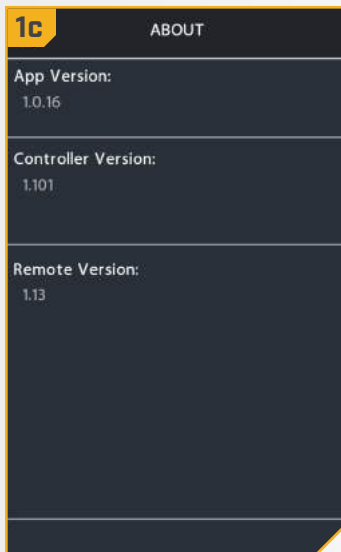 1c
ABOUT
App Version:
1.0.16
Controller Version:
1.101
Remote Version:
1.13